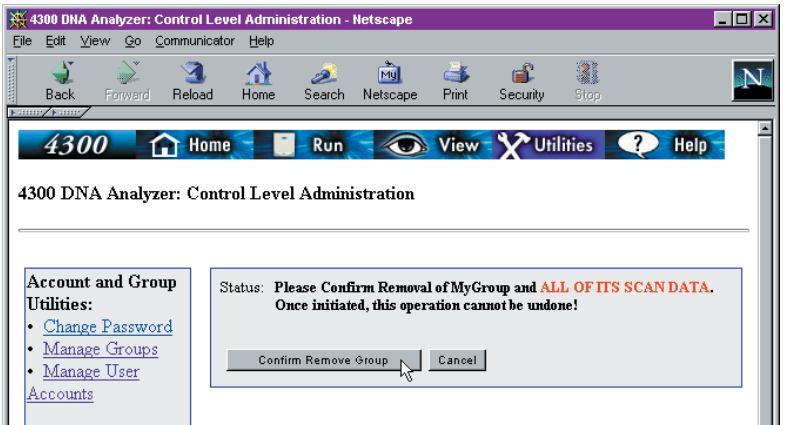 4300 DNA Analyzer: Control Level Administration - Netscape
File Edit View Go Communicator Help
My
Back Forward Reload Home Search Netscape Print Security Stop
N
4300 Home Run View Utilities ? Help
4300 DNA Analyzer: Control Level Administration
Account and Group
Utilities:
• Change Password
• Manage Groups
• Manage User
Accounts
Status: Please Confirm Removal of MyGroup and ALL OF ITS SCAN DATA.
Once initiated, this operation cannot be undone!
Confirm Remove Group Cancel